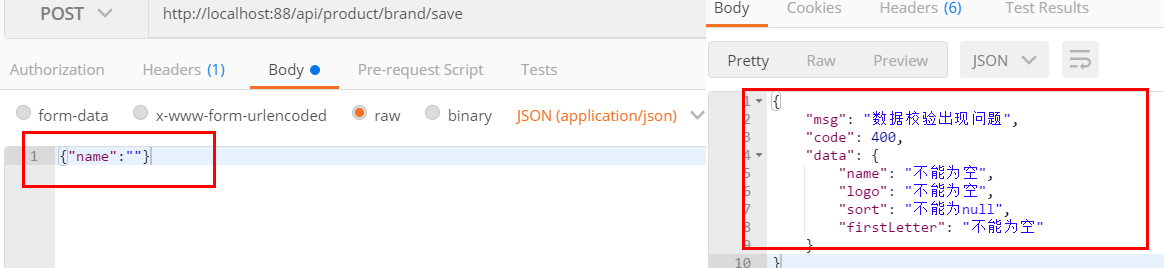 POST http://localhost:88/api/product/brand/save
Authorization Headers (1) Body Pre-request Script Tests
form-data x-www-form-urlencoded raw binary JSON (application/json)
1 {"name":""}
Body Cookies Headers (6) Test Results
Pretty Raw Preview JSON
1 {
2 "msg": "数据校验出现问题",
3 "code": 400,
4 "data": {
5 "name": "不能为空",
6 "logo": "不能为空",
7 "sort": "不能为null",
8 "firstLetter": "不能为空"
9 }
10 }